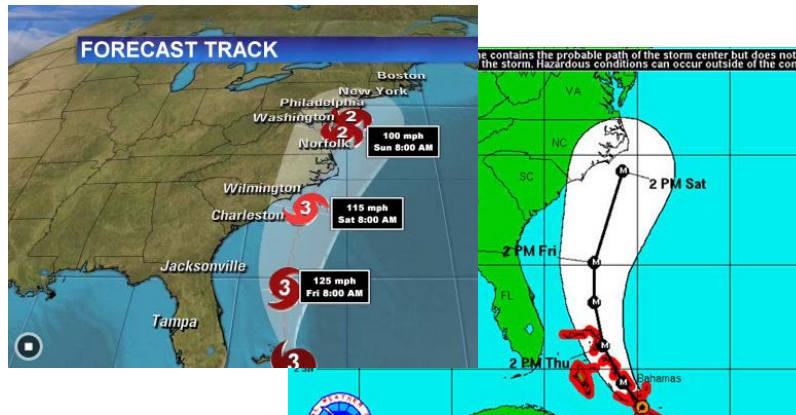 FORECAST TRACK
Boston
New York
Philadelphia
Washington
2
2
100 mph
Sun 8:00 AM
Norfolk
Wilmington
115 mph
Sat 8:00 AM
3
Charleston
Jacksonville
125 mph
Fri 8:00 AM
3
Tampa
3
e contains the probable path of the storm center but does not
the storm. Hazardous conditions can occur outside of the con
WV
VA
NC
M
2 PM Sat
SC
2 PM Fri
M
M
FL
M
2 PM Thu
M
Bahamas